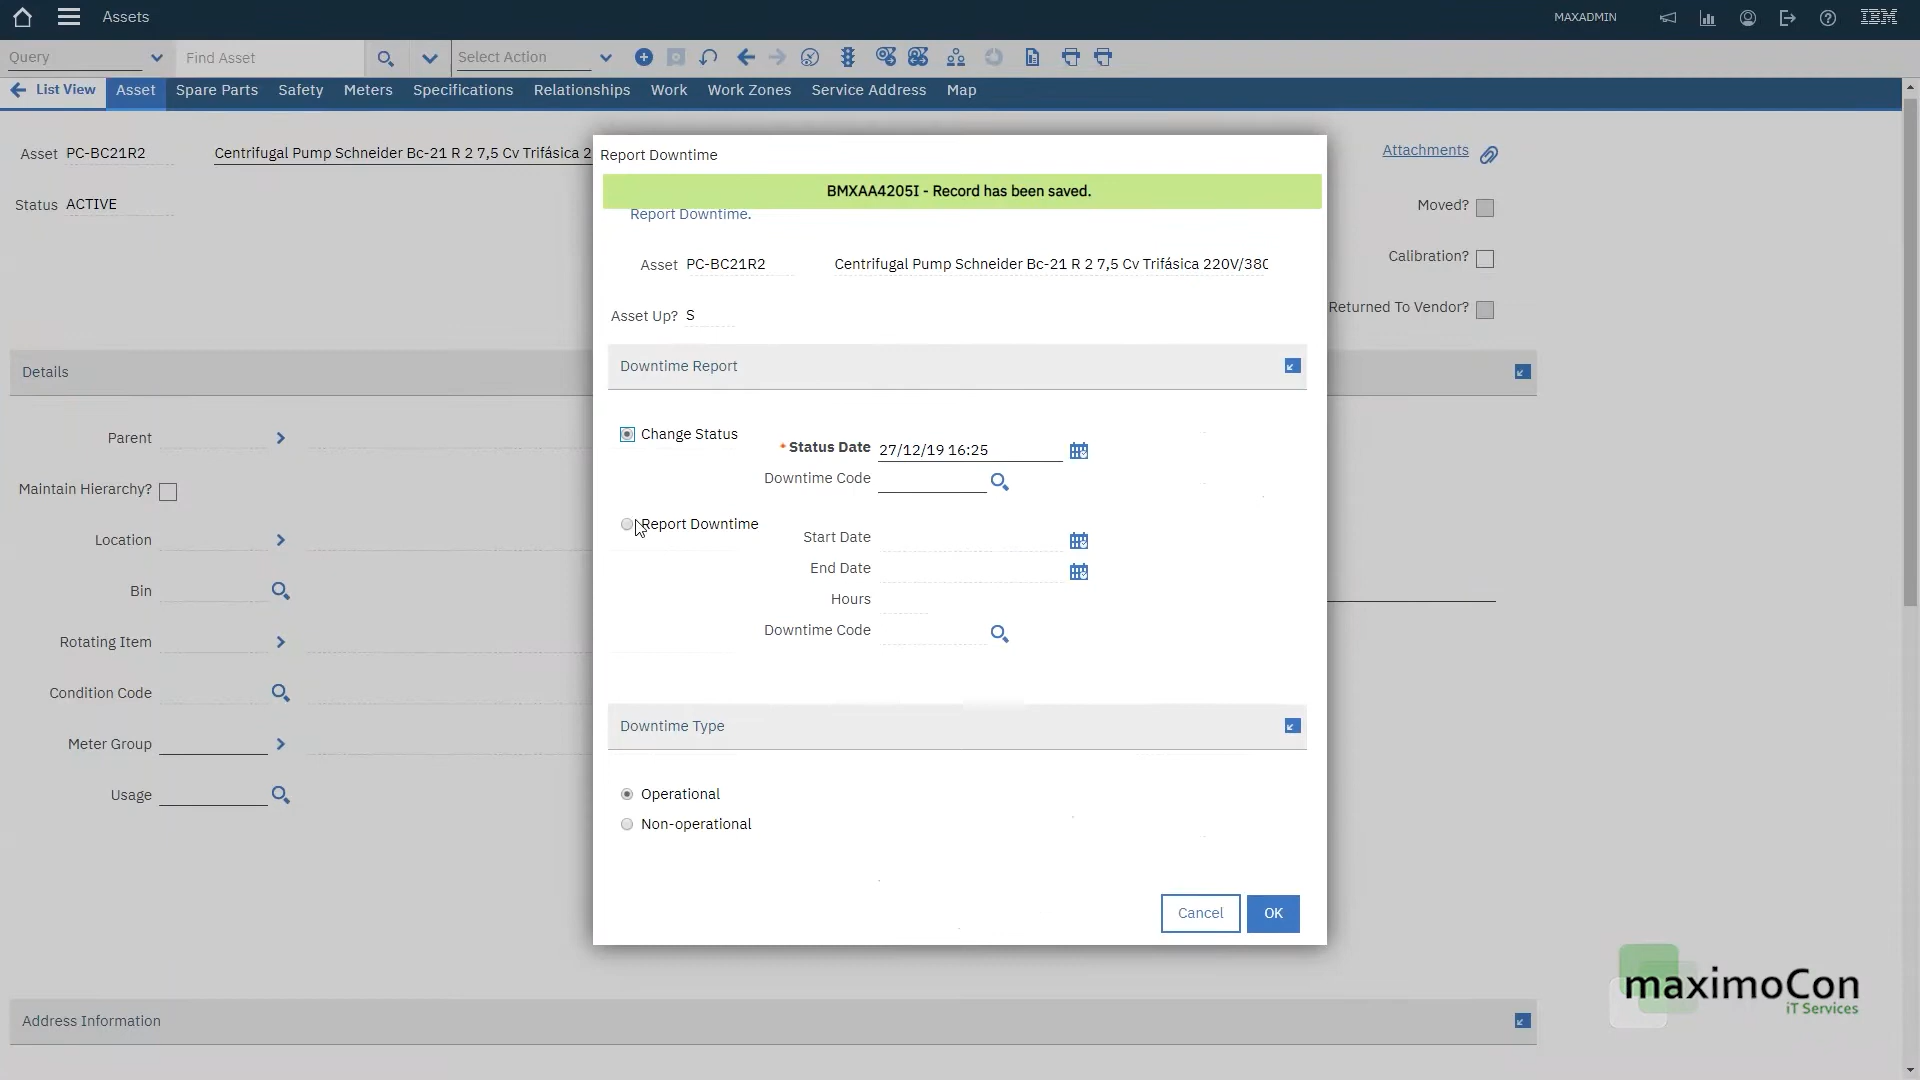 Assets
MAXADMIN
IBM
Query
Find Asset
Select Action
List View
Asset
Spare Parts
Safety
Meters
Specifications
Relationships
Work
Work Zones
Service Address
Map
Asset PC-BC21R2 Centrifugal Pump Schneider Bc-21 R 2 7,5 Cv Trifásica 2
Attachments
Status ACTIVE
Moved?
Calibration?
Returned To Vendor?
Details
Parent
Maintain Hierarchy?
Location
Bin
Rotating Item
Condition Code
Meter Group
Usage
Address Information
Report Downtime
BMXAA4205I - Record has been saved.
Report Downtime.
Asset PC-BC21R2 Centrifugal Pump Schneider Bc-21 R 2 7,5 Cv Trifásica 220V/380
Asset Up? S
Downtime Report
Change Status
* Status Date 27/12/19 16:25
Downtime Code
Report Downtime
Start Date
End Date
Hours
Downtime Code
Downtime Type
Operational
Non-operational
Cancel
OK
maximoCon
iT Services